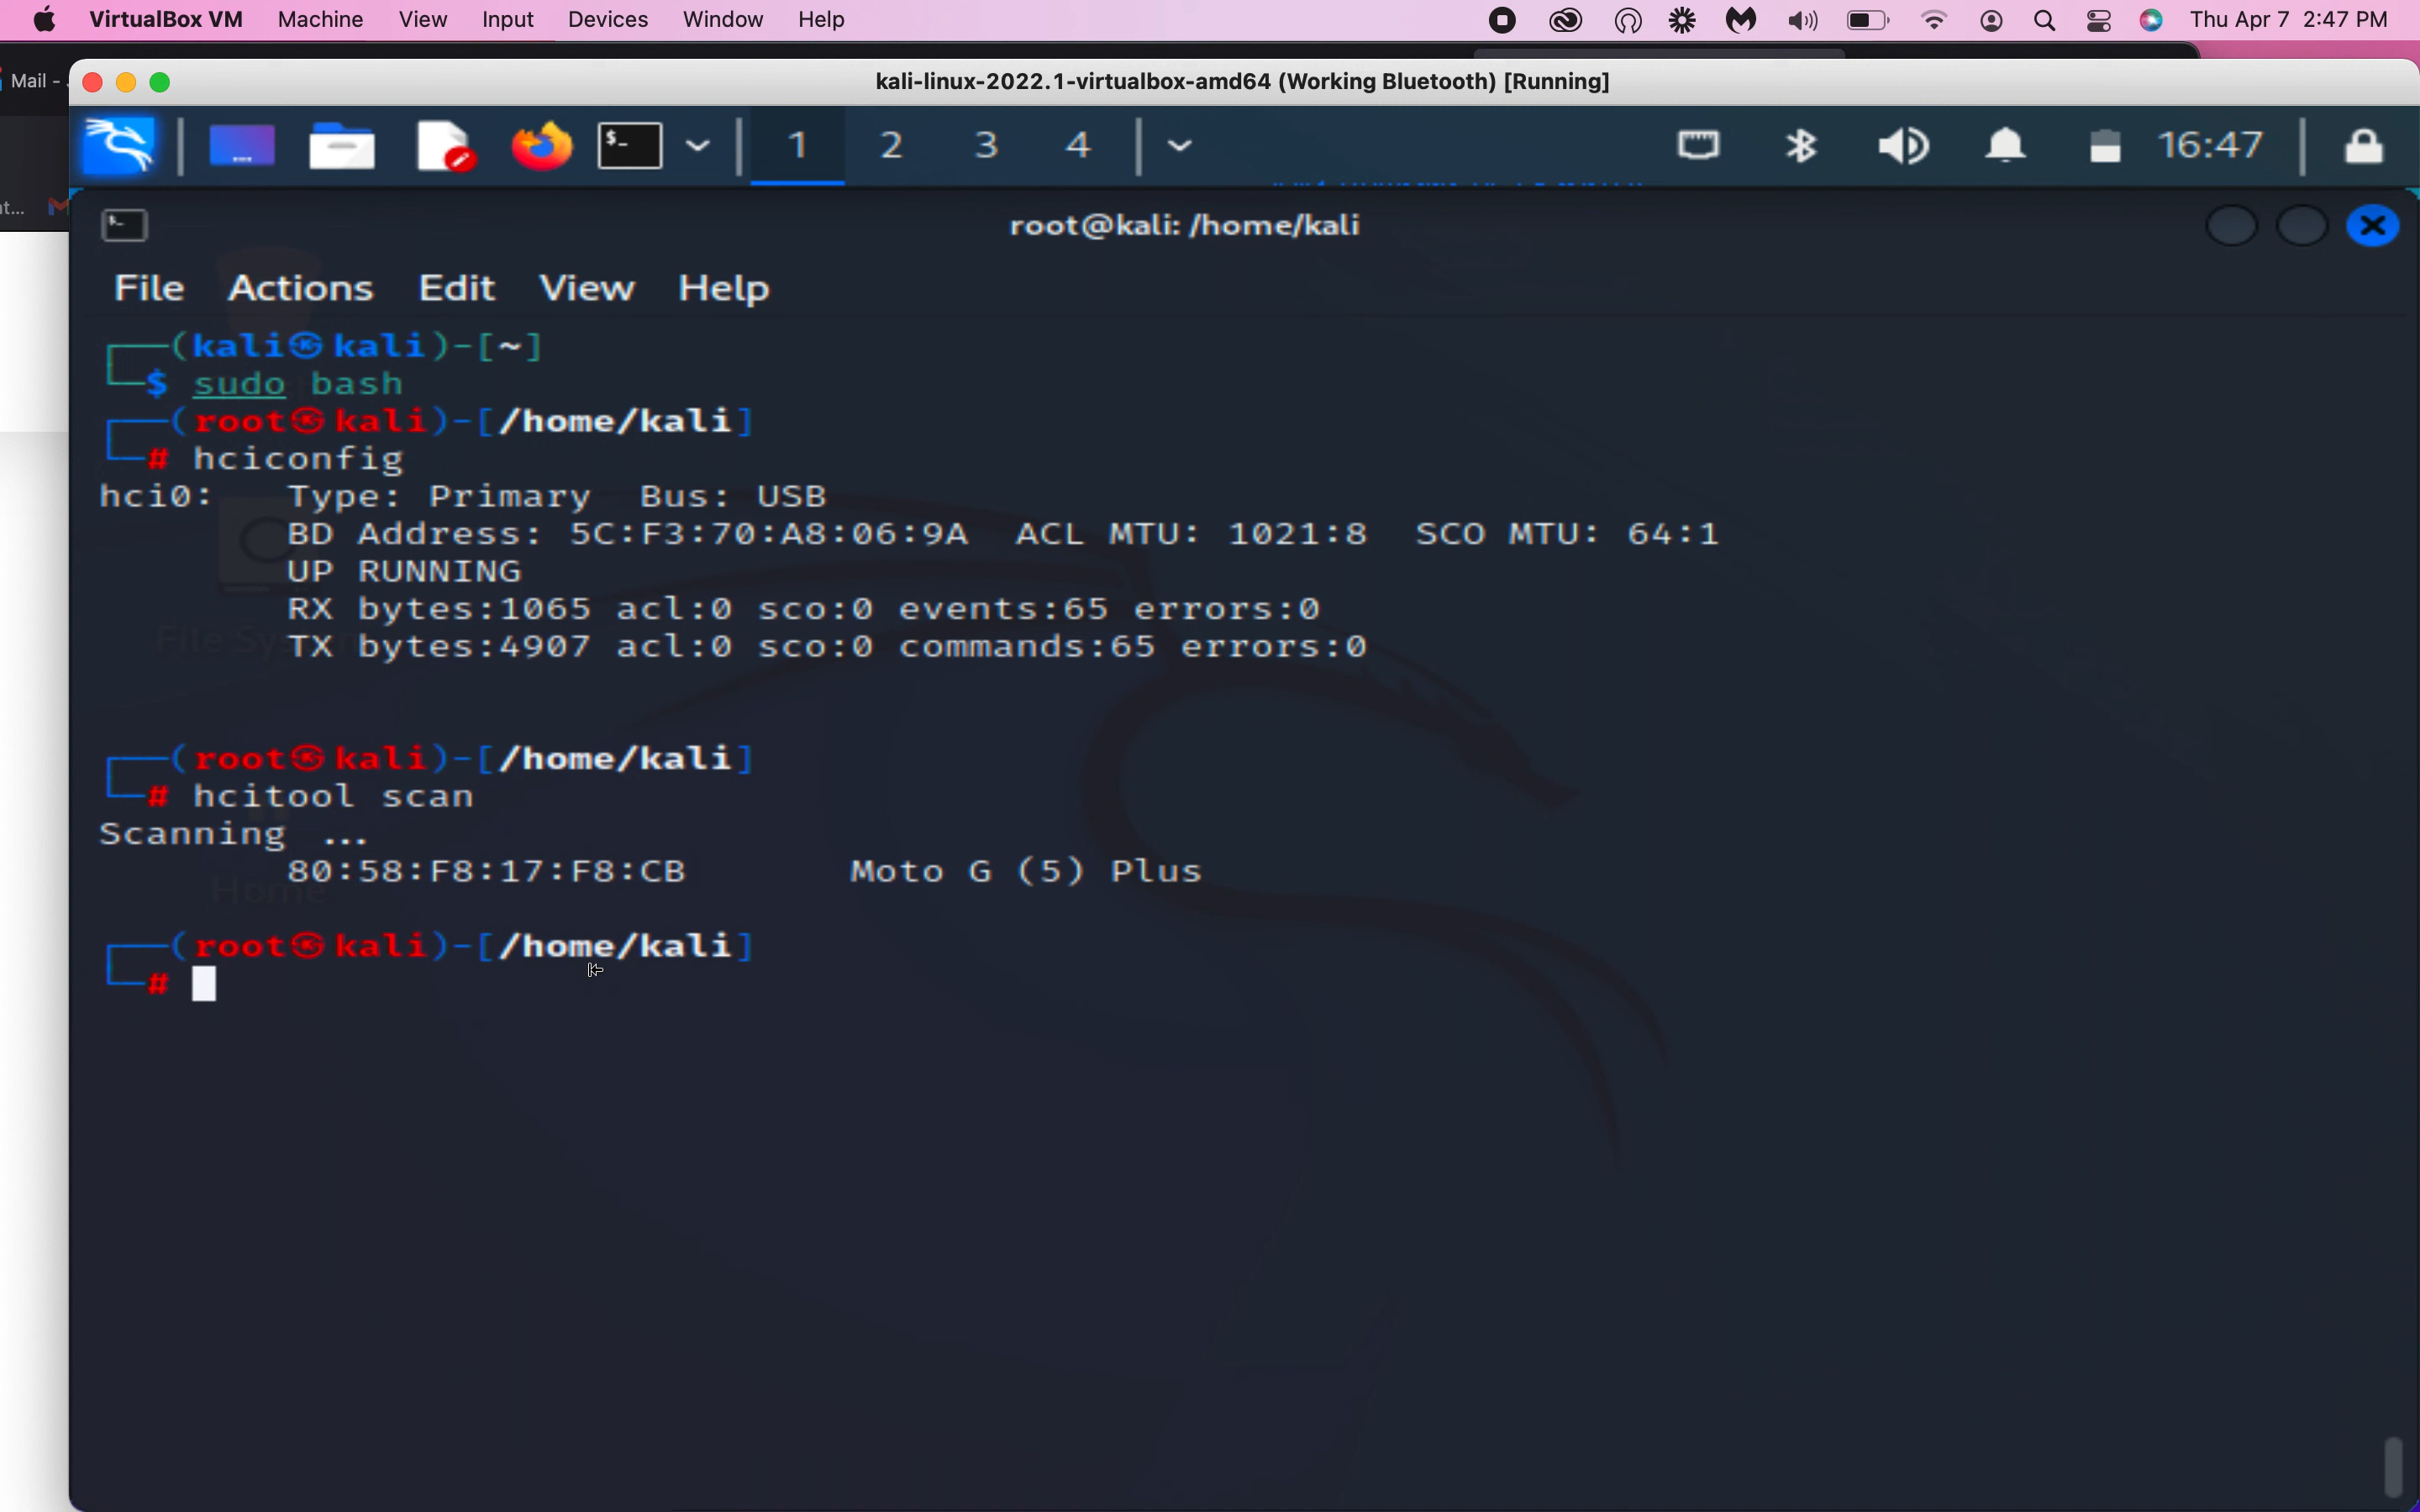 VirtualBox VM Machine View Input Devices Window Help Thu Apr 7 2:47 PM
Mail -
kali-linux-2022.1-virtualbox-amd64 (Working Bluetooth) [Running]
$_ 1 2 3 4 16:47
root@kali: /home/kali
File Actions Edit View Help
┌──(kali㉿kali)-[~]
└─$ sudo bash
┌──(root㉿kali)-[/home/kali]
└─# hciconfig
hci0: Type: Primary Bus: USB
BD Address: 5C:F3:70:A8:06:9A ACL MTU: 1021:8 SCO MTU: 64:1
UP RUNNING
RX bytes:1065 acl:0 sco:0 events:65 errors:0
File System
TX bytes:4907 acl:0 sco:0 commands:65 errors:0
┌──(root㉿kali)-[/home/kali]
└─# hcitool scan
Scanning ...
80:58:F8:17:F8:CB Moto G (5) Plus
Home
┌──(root㉿kali)-[/home/kali]
└─#